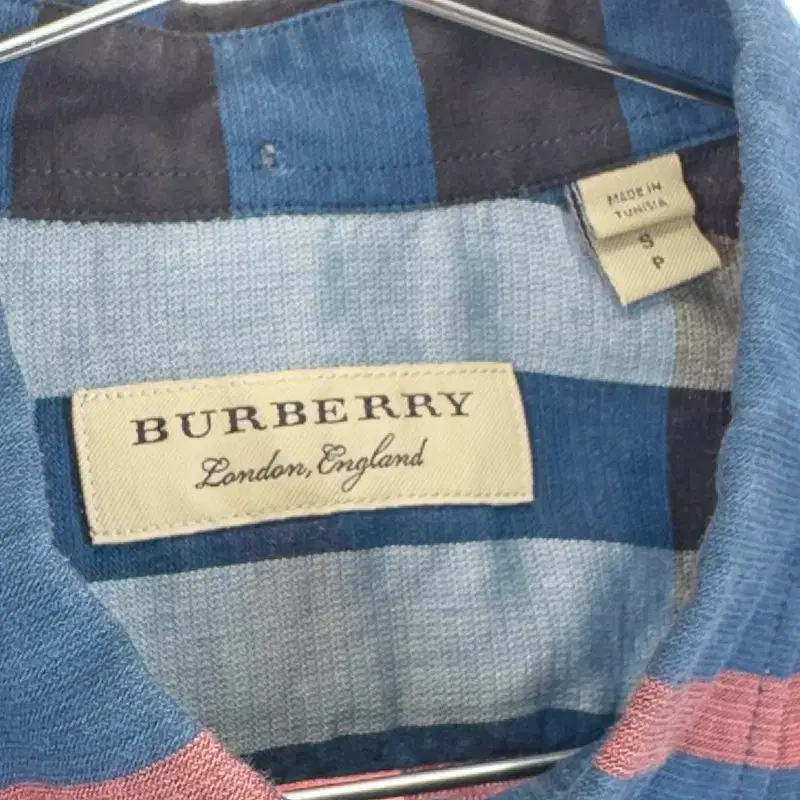 MADE IN
TUNISIA
S
P
BURBERRY
London, England